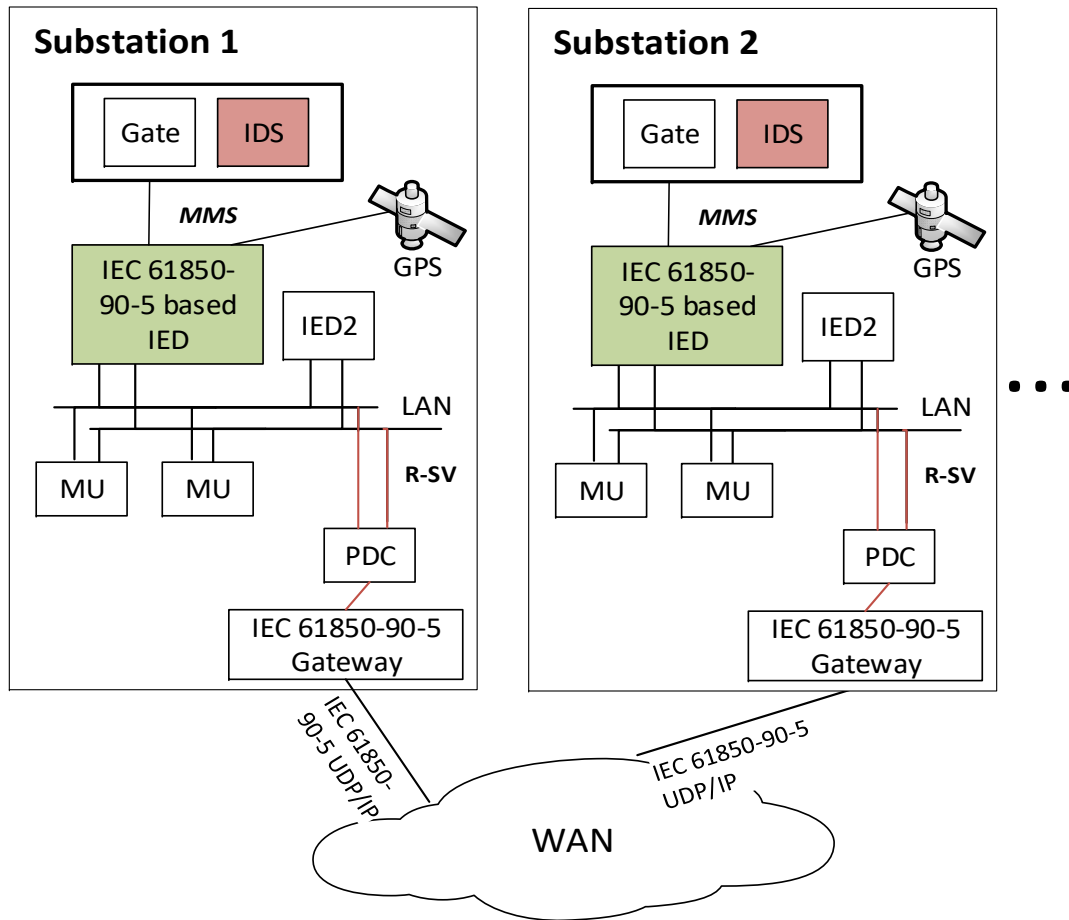 Substation 1
Gate
IDS
MMS
GPS
IEC 61850-
90-5 based
IED
IED2
LAN
MU
MU
R-SV
PDC
IEC 61850-90-5
Gateway
IEC 61850-
90-5 UDP/IP
Substation 2
Gate
IDS
MMS
GPS
IEC 61850-
90-5 based
IED
IED2
LAN
MU
MU
R-SV
PDC
IEC 61850-90-5
Gateway
IEC 61850-90-5
UDP/IP
...
WAN